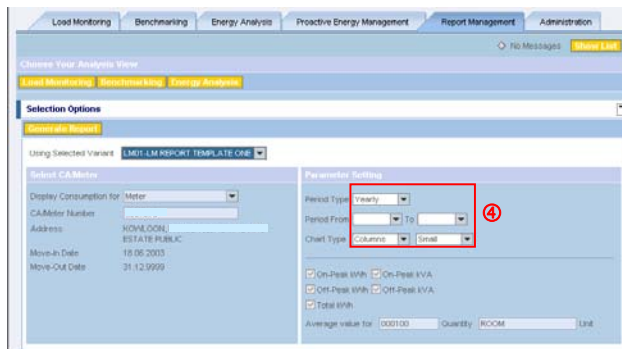 Load Monitoring Benchmarking Energy Analysis Proactive Energy Management Report Management Administration
No Messages Show List
Choose Your Analysis View
Load Monitoring Benchmarking Energy Analysis
Selection Options
Generate Report
Using Selected Variant LM01-LM REPORT TEMPLATE ONE
Select CA/Meter Parameter Setting
Display Consumption for Meter Period Type Yearly
CA/Meter Number Period From To ④
Address KOWLOON, Chart Type Columns Small
ESTATE PUBLIC
Move-in Date 18.06.2003
Move-Out Date 31.12.9999
On-Peak kWh On-Peak kVA
Off-Peak kWh Off-Peak kVA
Total kWh
Average value for 000100 Quantity ROOM Unit